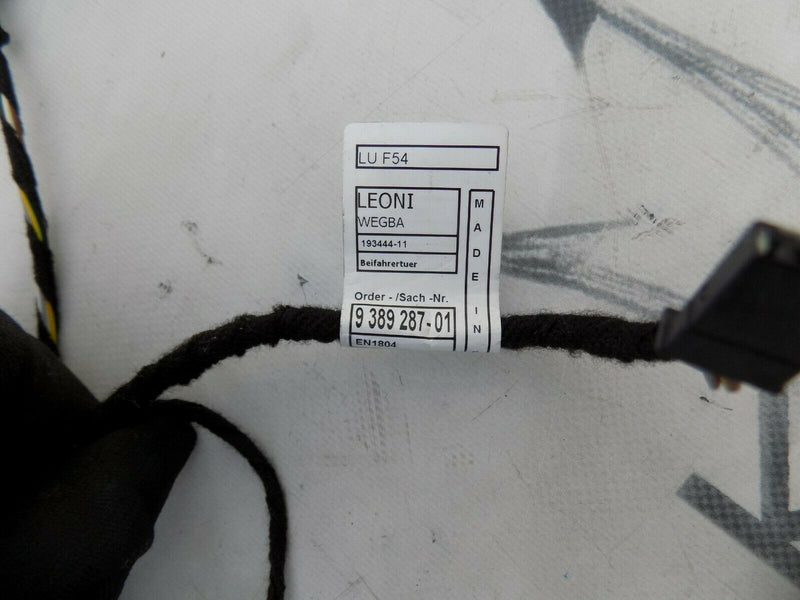 LU F54
LEONI
WEGBA
193444-11
Beifahrertuer
MADE IN
Order - /Sach -Nr.
9 389 287-01
EN1804